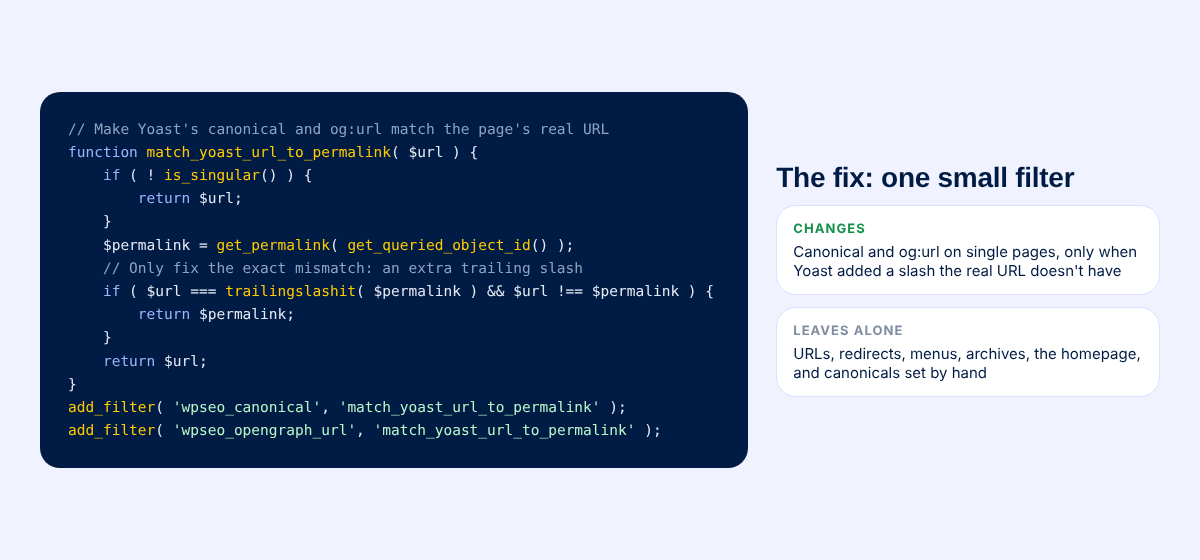 // Make Yoast's canonical and og:url match the page's real URL
function match_yoast_url_to_permalink( $url ) {
    if ( ! is_singular() ) {
        return $url;
    }
    $permalink = get_permalink( get_queried_object_id() );
    // Only fix the exact mismatch: an extra trailing slash
    if ( $url === trailingslashit( $permalink ) && $url !== $permalink ) {
        return $permalink;
    }
    return $url;
}
add_filter( 'wpseo_canonical', 'match_yoast_url_to_permalink' );
add_filter( 'wpseo_opengraph_url', 'match_yoast_url_to_permalink' );
The fix: one small filter
CHANGES
Canonical and og:url on single pages, only when
Yoast added a slash the real URL doesn't have
LEAVES ALONE
URLs, redirects, menus, archives, the homepage,
and canonicals set by hand